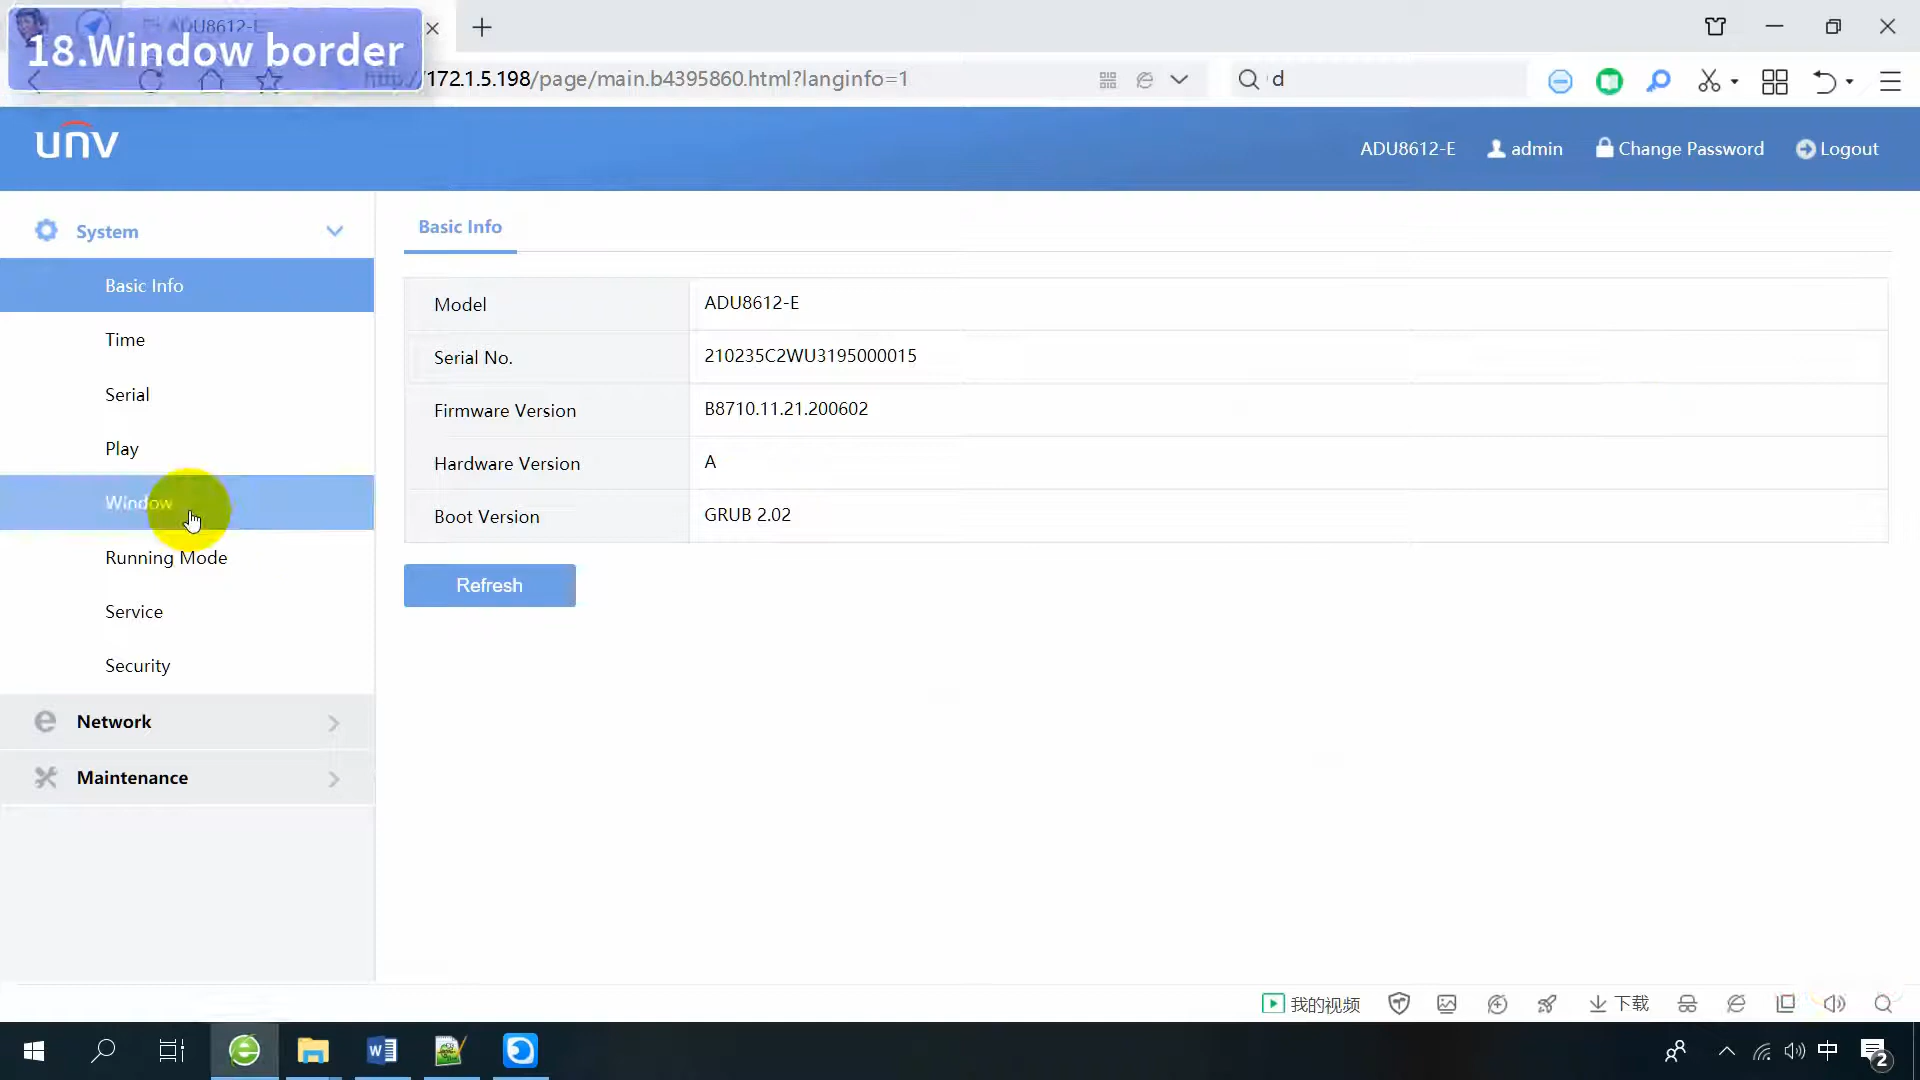 ADU8612-E
18.Window border
http://172.1.5.198/page/main.b4395860.html?langinfo=1
d
unv
ADU8612-E
admin
Change Password
Logout
System
Basic Info
Time
Serial
Play
Window
Running Mode
Service
Security
Network
Maintenance
Basic Info
Model
ADU8612-E
Serial No.
210235C2WU3195000015
Firmware Version
B8710.11.21.200602
Hardware Version
A
Boot Version
GRUB 2.02
Refresh
我的视频
下载
中
2